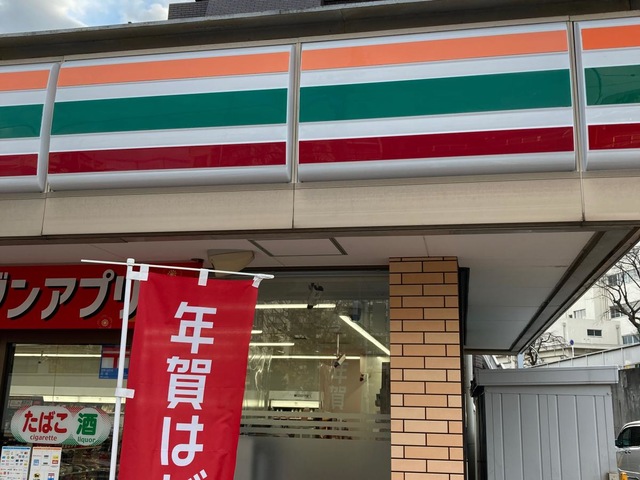 ブンアプリ
年賀は
たばこ
cigarette
酒
liquor